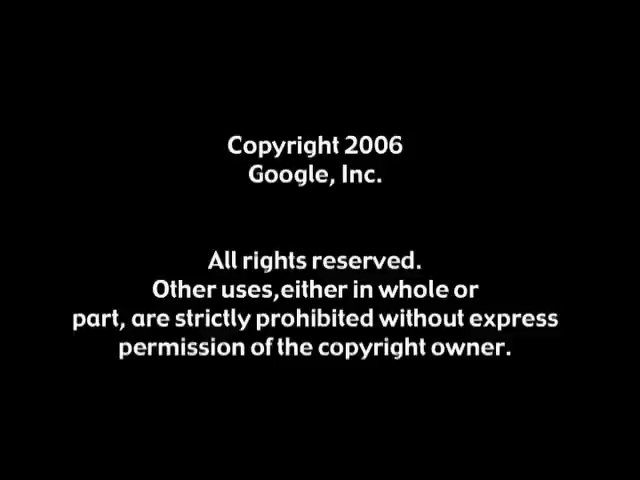 Copyright 2006
Google, Inc.
All rights reserved.
Other uses,either in whole or
part, are strictly prohibited without express
permission of the copyright owner.